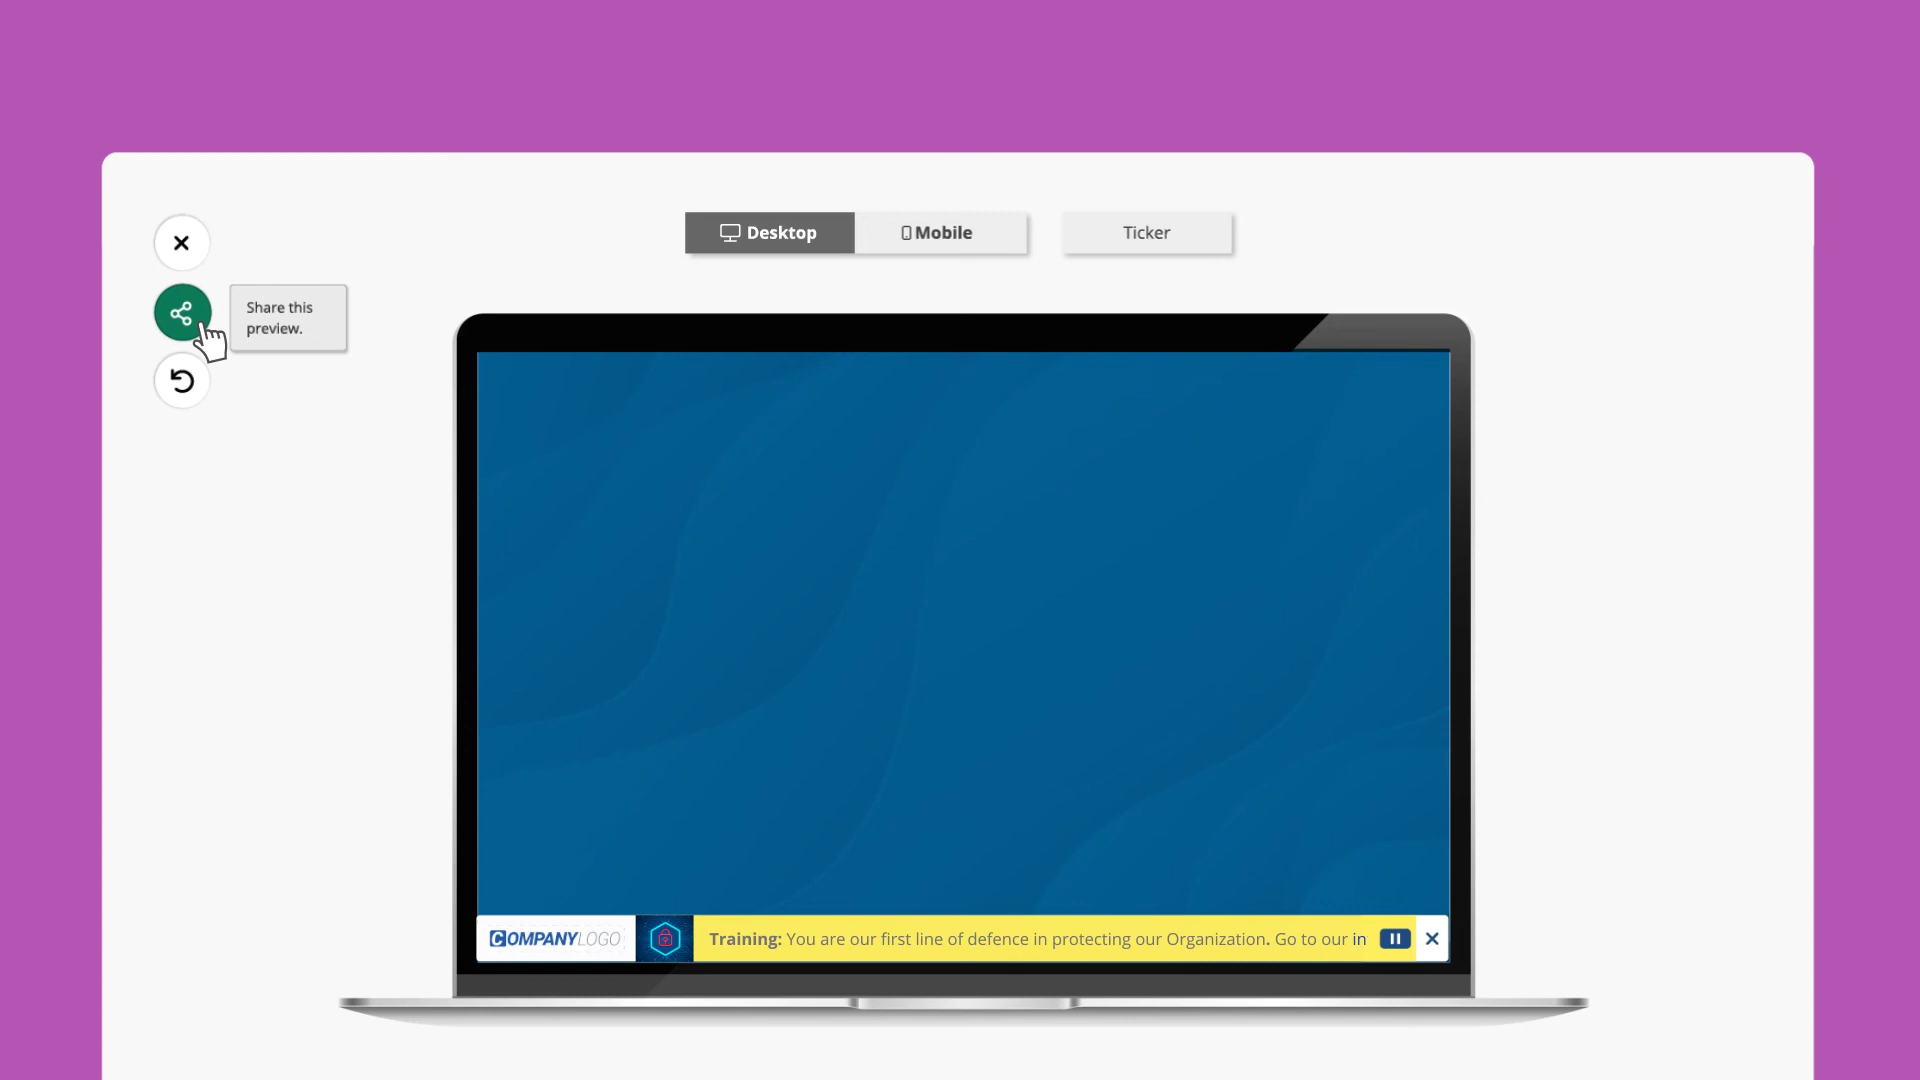 Desktop
Mobile
Ticker
Share this
preview.
COMPANYLOGO
Training: You are our first line of defence in protecting our Organization. Go to our in